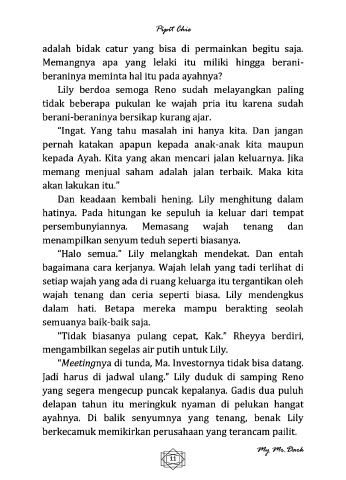 Pipit Chie
adalah bidak catur yang bisa di permainkan begitu saja.
Memangnya apa yang lelaki itu miliki hingga berani-
beraninya meminta hal itu pada ayahnya?
Lily berdoa semoga Reno sudah melayangkan paling
tidak beberapa pukulan ke wajah pria itu karena sudah
berani-beraninya bersikap kurang ajar.
"Ingat. Yang tahu masalah ini hanya kita. Dan jangan
pernah katakan apapun kepada anak-anak kita maupun
kepada Ayah. Kita yang akan mencari jalan keluarnya. Jika
memang menjual saham adalah jalan terbaik. Maka kita
akan lakukan itu."
Dan keadaan kembali hening. Lily menghitung dalam
hatinya. Pada hitungan ke sepuluh ia keluar dari tempat
persembunyiannya. Memasang wajah tenang dan
menampilkan senyum teduh seperti biasanya.
"Halo semua." Lily melangkah mendekat. Dan entah
bagaimana cara kerjanya. Wajah lelah yang tadi terlihat di
setiap wajah yang ada di ruang keluarga itu tergantikan oleh
wajah tenang dan ceria seperti biasa. Lily mendengkus
dalam hati. Betapa mereka mampu berakting seolah
semuanya baik-baik saja.
"Tidak biasanya pulang cepat, Kak." Rheyya berdiri,
mengambilkan segelas air putih untuk Lily.
"Meetingnya di tunda, Ma. Investornya tidak bisa datang.
Jadi harus di jadwal ulang." Lily duduk di samping Reno
yang segera mengecup puncak kepalanya. Gadis dua puluh
delapan tahun itu meringkuk nyaman di pelukan hangat
ayahnya. Di balik senyumnya yang tenang, benak Lily
berkecamuk memikirkan perusahaan yang terancam pailit.
My Mr. Dark
11